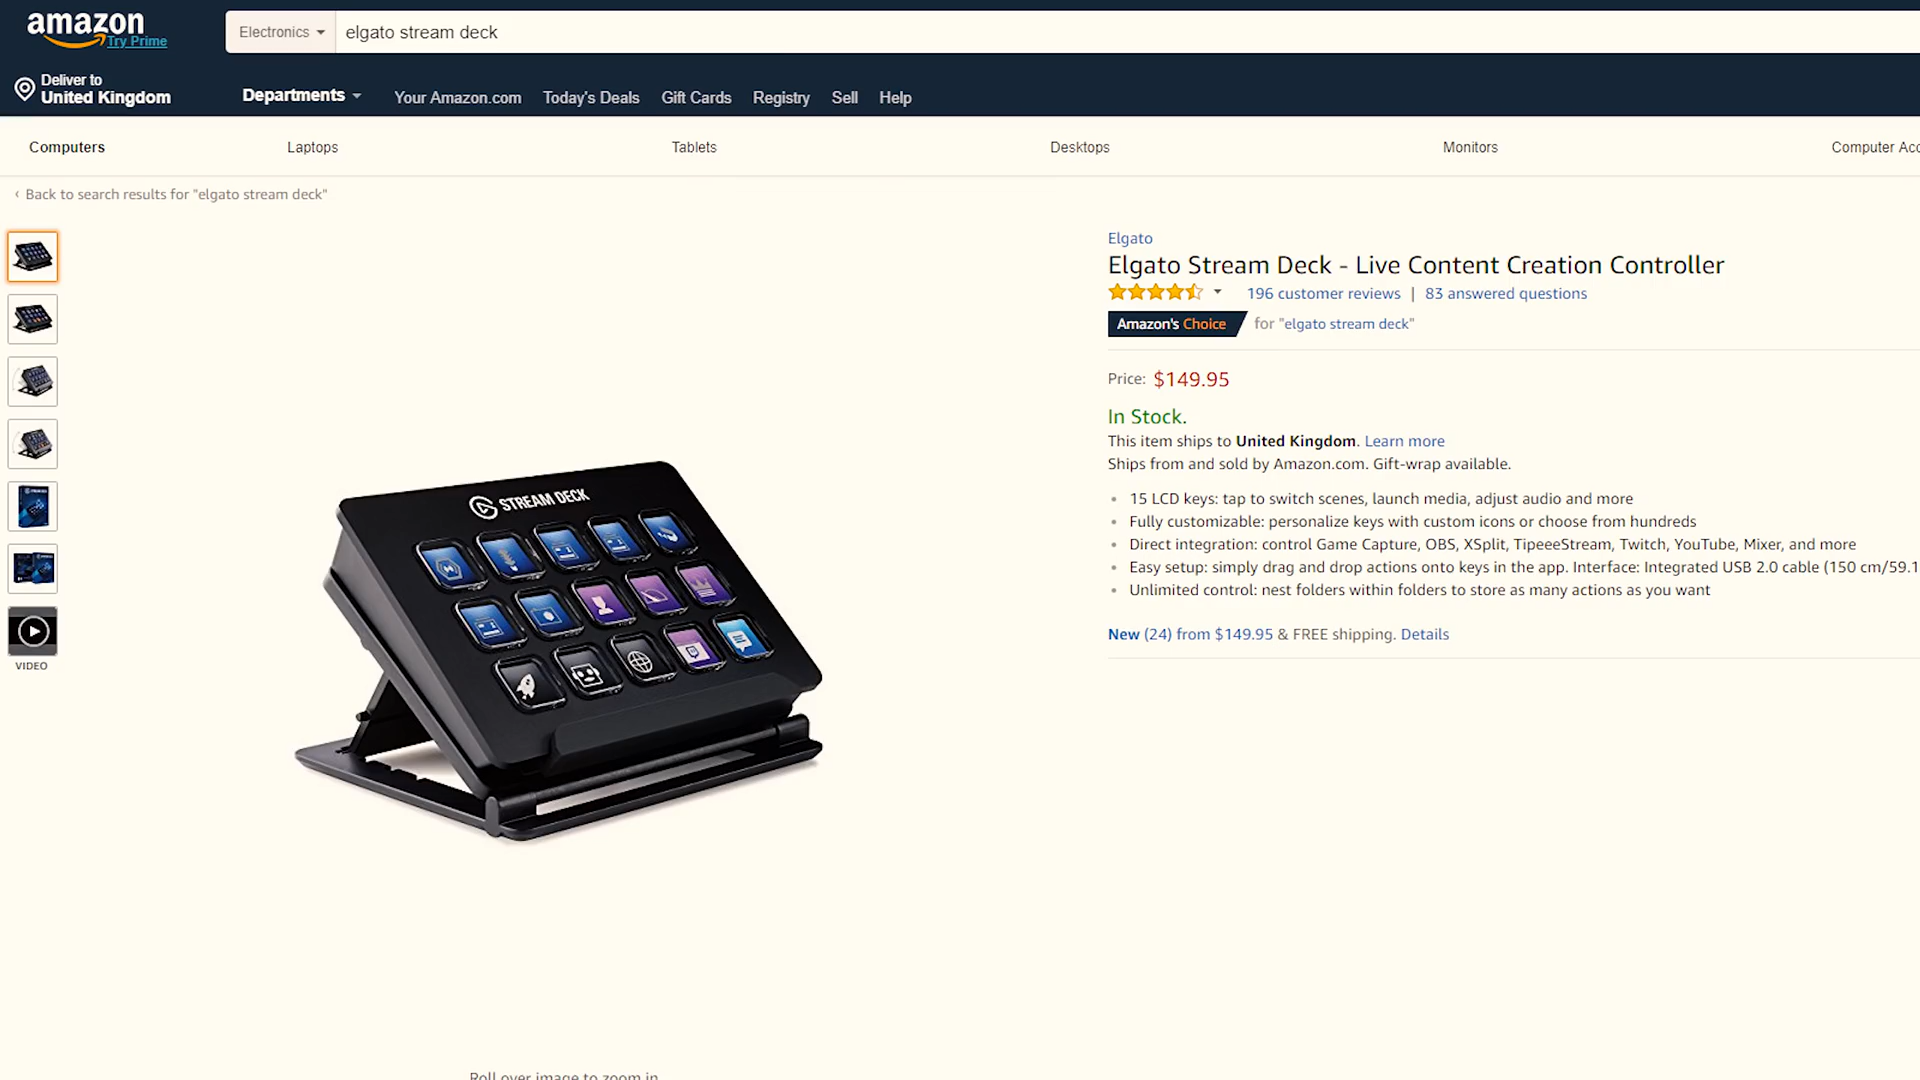 amazon
Try Prime
Electronics
elgato stream deck
Deliver to
United Kingdom
Departments
Your Amazon.com
Today's Deals
Gift Cards
Registry
Sell
Help
Computers
Laptops
Tablets
Desktops
Monitors
Computer Acc
‹ Back to search results for "elgato stream deck"
VIDEO
STREAM DECK
Roll over image to zoom in
Elgato
Elgato Stream Deck - Live Content Creation Controller
196 customer reviews | 83 answered questions
Amazon's Choice for "elgato stream deck"
Price: $149.95
In Stock.
This item ships to United Kingdom. Learn more
Ships from and sold by Amazon.com. Gift-wrap available.
• 15 LCD keys: tap to switch scenes, launch media, adjust audio and more
• Fully customizable: personalize keys with custom icons or choose from hundreds
• Direct integration: control Game Capture, OBS, XSplit, TipeeeStream, Twitch, YouTube, Mixer, and more
• Easy setup: simply drag and drop actions onto keys in the app. Interface: Integrated USB 2.0 cable (150 cm/59.1
• Unlimited control: nest folders within folders to store as many actions as you want
New (24) from $149.95 & FREE shipping. Details